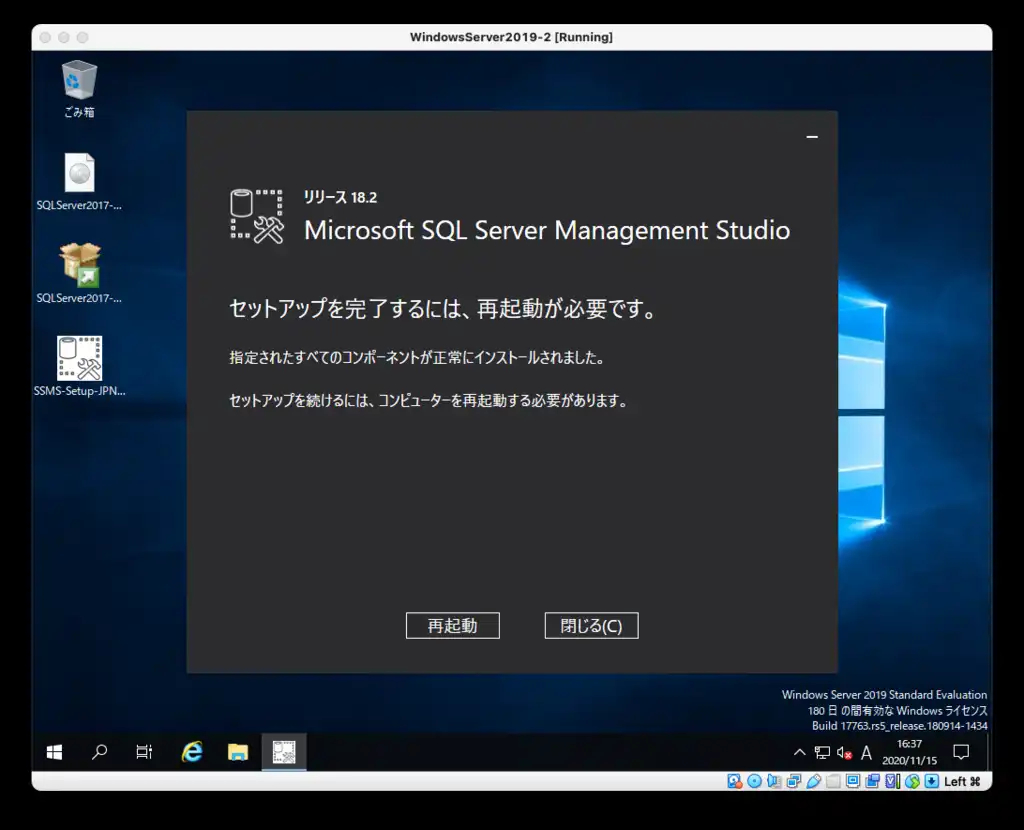 WindowsServer2019-2 [Running]
ごみ箱
SQLServer2017-...
SQLServer2017-...
SSMS-Setup-JPN...
リリース 18.2
Microsoft SQL Server Management Studio
セットアップを完了するには、再起動が必要です。
指定されたすべてのコンポーネントが正常にインストールされました。
セットアップを続けるには、コンピューターを再起動する必要があります。
再起動
閉じる(C)
Windows Server 2019 Standard Evaluation
180 日 の間有効な Windows ライセンス
Build 17763.rs5_release.180914-1434
A
16:37
2020/11/15
Left ⌘